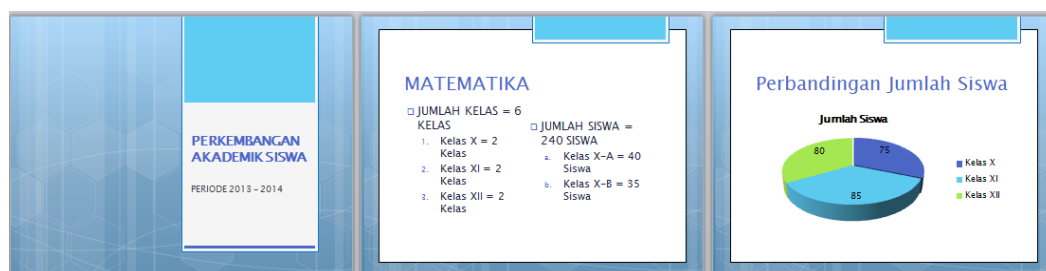 PERKEMBANGAN
AKADEMIK SISWA
PERIODE 2013 – 2014
MATEMATIKA
JUMLAH KELAS = 6
KELAS
1. Kelas X = 2
Kelas
2. Kelas XI = 2
Kelas
3. Kelas XII = 2
Kelas
JUMLAH SISWA =
240 SISWA
a. Kelas X-A = 40
Siswa
b. Kelas X-B = 35
Siswa
Perbandingan Jumlah Siswa
Jumlah Siswa
80
75
85
Kelas X
Kelas XI
Kelas XII